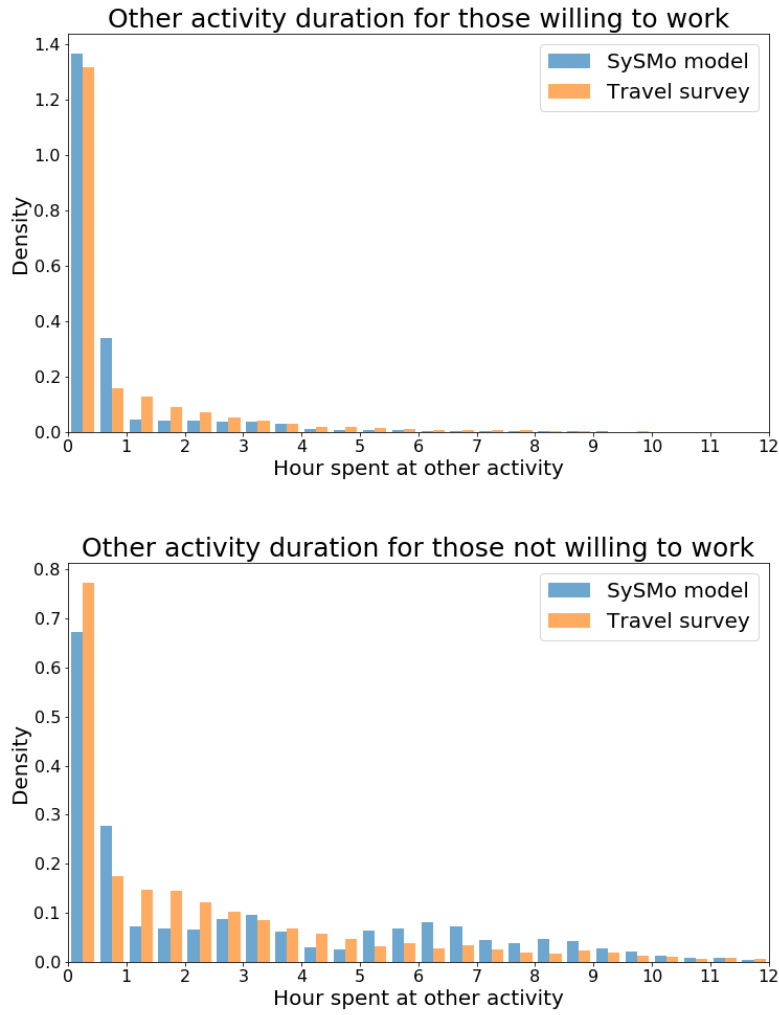 Other activity duration for those willing to work
SySMo model
Travel survey
Density
1.4
1.2
1.0
0.8
0.6
0.4
0.2
0.0
0 1 2 3 4 5 6 7 8 9 10 11 12
Hour spent at other activity
Other activity duration for those not willing to work
SySMo model
Travel survey
Density
0.8
0.7
0.6
0.5
0.4
0.3
0.2
0.1
0.0
0 1 2 3 4 5 6 7 8 9 10 11 12
Hour spent at other activity